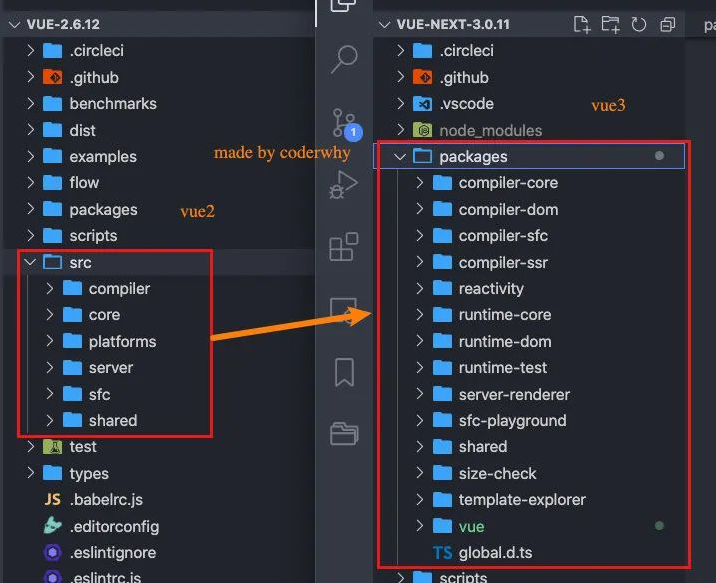 VUE-2.6.12
.circleci
.github
benchmarks
dist
examples
flow
packages
scripts
src
compiler
core
platforms
server
sfc
shared
test
types
JS .babelrc.js
.editorconfig
.eslintignore
.eslintrc.js
vue2
made by coderwhy
1
VUE-NEXT-3.0.11
.circleci
.github
.vscode
node_modules
packages
compiler-core
compiler-dom
compiler-sfc
compiler-ssr
reactivity
runtime-core
runtime-dom
runtime-test
server-renderer
sfc-playground
shared
size-check
template-explorer
vue
TS global.d.ts
scripts
vue3
pa